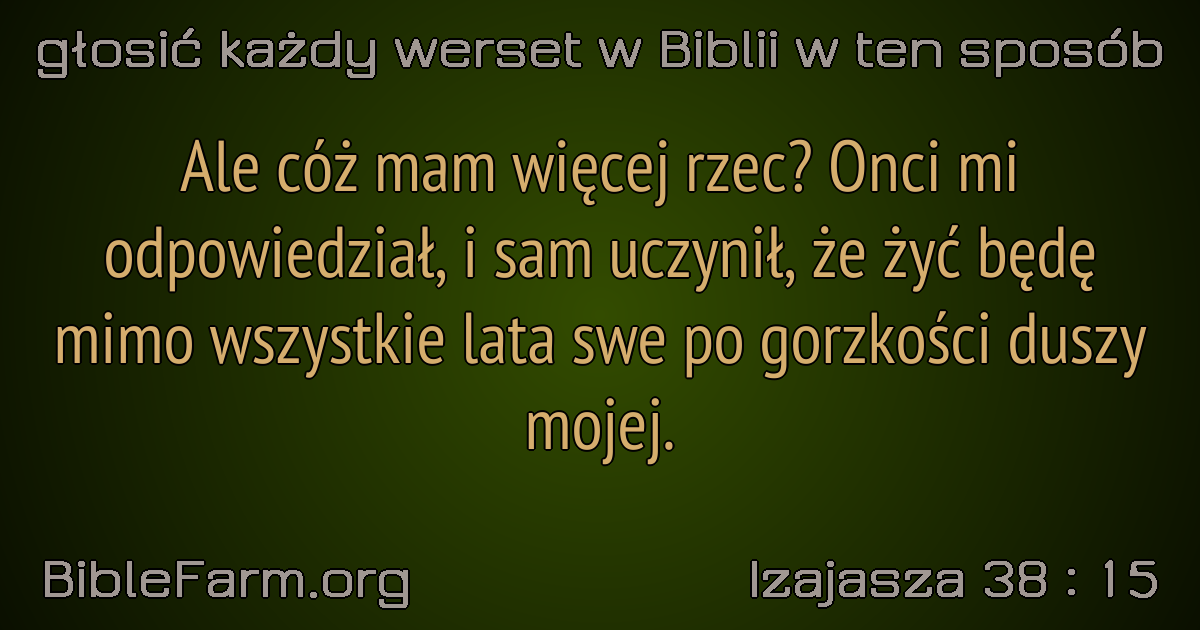 głosić każdy werset w Biblii w ten sposób
Ale cóż mam więcej rzec? Onci mi
odpowiedział, i sam uczynił, że żyć będę
mimo wszystkie lata swe po gorzkości duszy
mojej.
BibleFarm.org
Izajasza 38 : 15